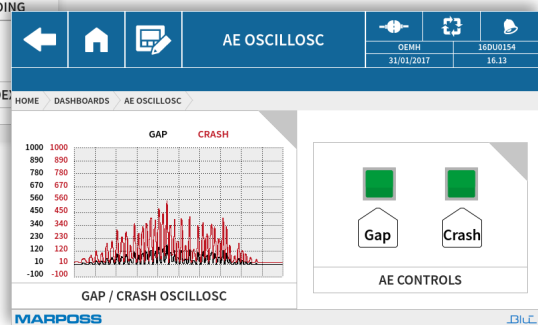 DING
AE OSCILLOSC
OEMH
16DU0154
31/01/2017
16.13
HOME
DASHBOARDS
AE OSCILLOSC
GAP
CRASH
1000 1000
890 890
780 780
670 670
560 560
450 450
340 340
230 230
120 120
10 10
-100 -100
GAP / CRASH OSCILLOSC
Gap
Crash
AE CONTROLS
MARPOSS